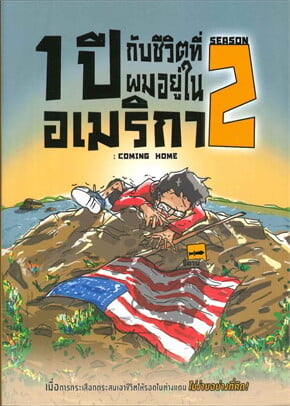 1 ปี กับชีวิตที่
ผมอยู่ใน
อเมริกา
SEASON
2
: COMING HOME
เมื่อการกระเสือกกระสนเอาชีวิตให้รอดในต่างแดน ไม่ง่ายอย่างที่คิด!